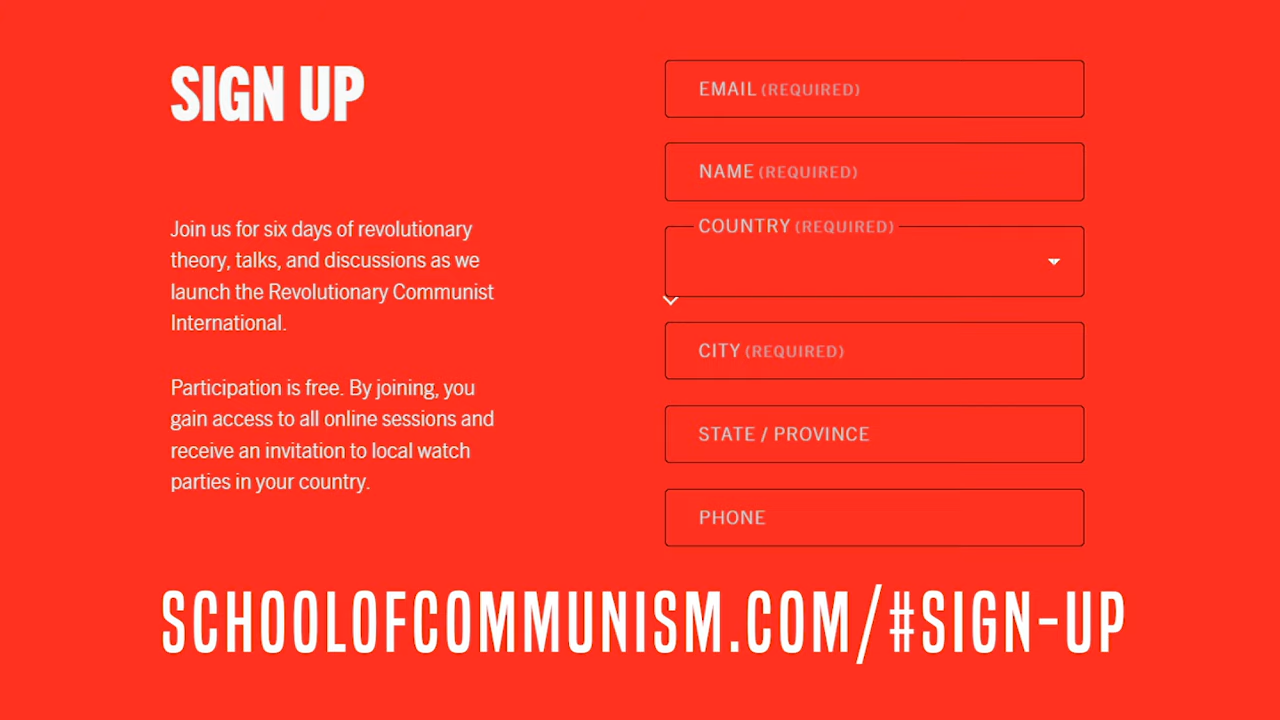 SIGN UP
Join us for six days of revolutionary
theory, talks, and discussions as we
launch the Revolutionary Communist
International.
Participation is free. By joining, you
gain access to all online sessions and
receive an invitation to local watch
parties in your country.
EMAIL (REQUIRED)
NAME (REQUIRED)
COUNTRY (REQUIRED)
CITY (REQUIRED)
STATE / PROVINCE
PHONE
SCHOOLOFCOMMUNISM.COM/#SIGN-UP